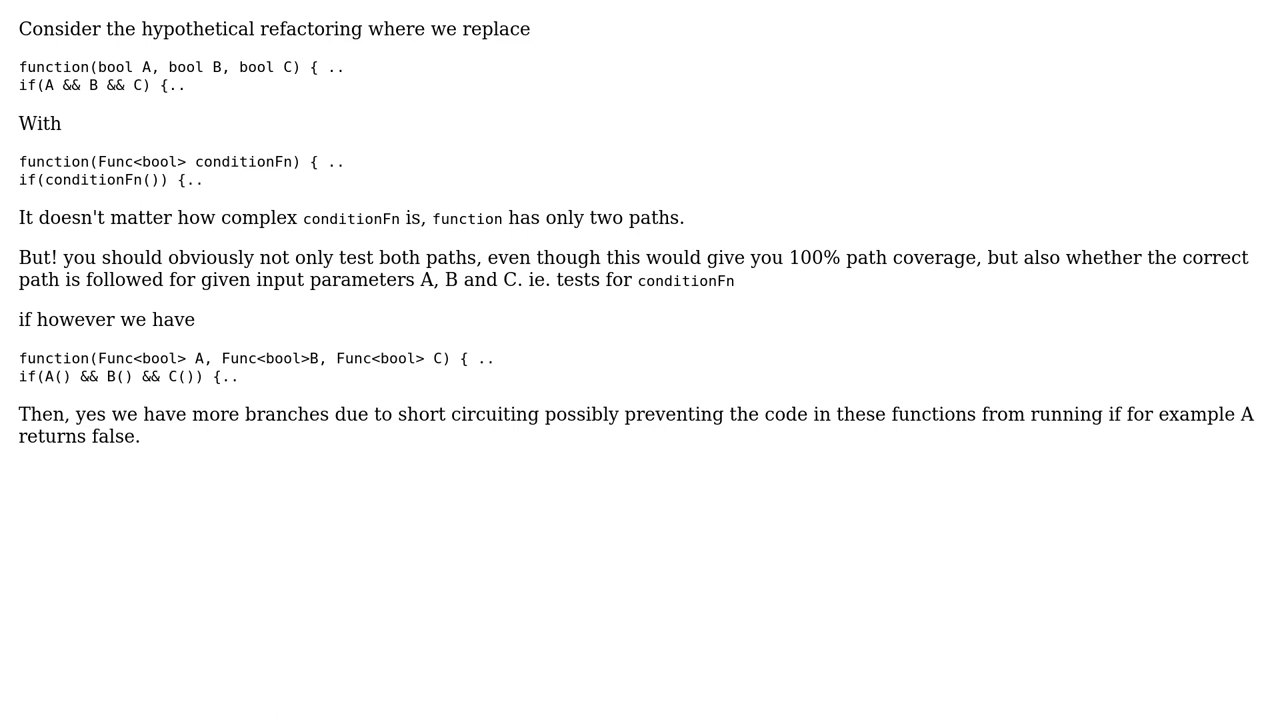 Consider the hypothetical refactoring where we replace
function(bool A, bool B, bool C) { ..
if(A && B && C) {..
With
function(Func<bool> conditionFn) { ..
if(conditionFn()) {..
It doesn't matter how complex conditionFn is, function has only two paths.
But! you should obviously not only test both paths, even though this would give you 100% path coverage, but also whether the correct
path is followed for given input parameters A, B and C. ie. tests for conditionFn
if however we have
function(Func<bool> A, Func<bool>B, Func<bool> C) { ..
if(A() && B() && C()) {..
Then, yes we have more branches due to short circuiting possibly preventing the code in these functions from running if for example A
returns false.